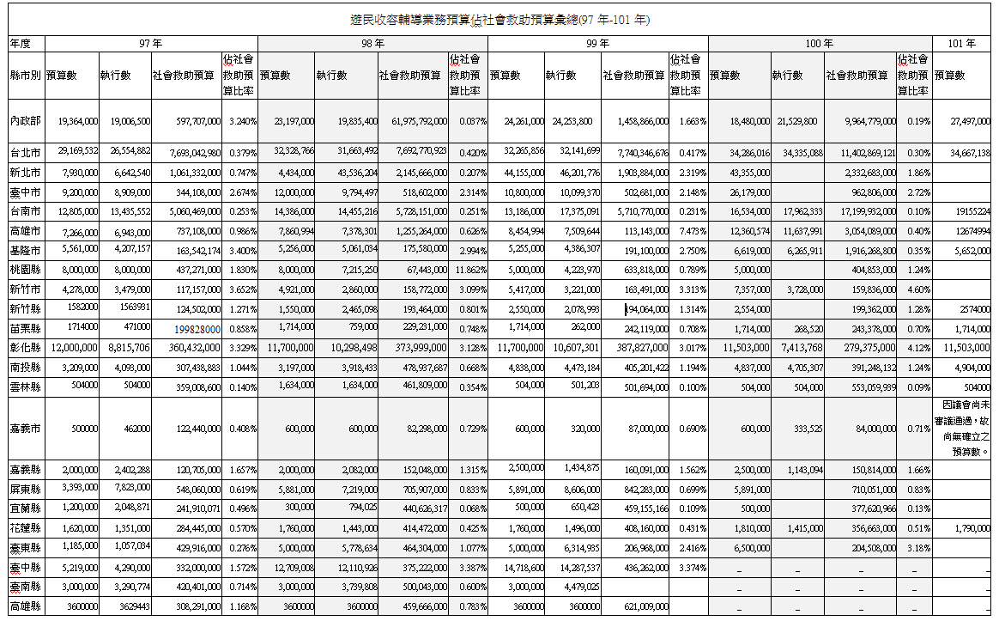 遊民收容輔導業務預算佔社會救助預算彙總(97 年-101 年)
年度 97 年 98 年 99 年 100 年 101 年
縣市別 預算數 執行數 社會救助預算 佔社會救助預算比率 預算數 執行數 社會救助預算 佔社會救助預算比率 預算數 執行數 社會救助預算 佔社會救助預算比率 預算數 執行數 社會救助預算 佔社會救助預算比率 預算數
內政部 19,364,000 19,006,500 597,707,000 3.240% 23,197,000 19,835,400 61,975,792,000 0.037% 24,261,000 24,253,800 1,458,866,000 1.663% 18,480,000 21,529,800 9,964,779,000 0.19% 27,497,000
台北市 29,169,532 26,554,882 7,693,042,980 0.379% 32,328,766 31,663,492 7,692,770,923 0.420% 32,265,856 32,141,699 7,740,346,676 0.417% 34,286,016 34,335,088 11,402,869,121 0.30% 34,667,138
新北市 7,930,000 6,642,540 1,061,332,000 0.747% 4,434,000 43,536,204 2,145,666,000 0.207% 44,155,000 46,201,776 1,903,884,000 2.319% 43,355,000 2,332,683,000 1.86%
臺中市 9,200,000 8,909,000 344,108,000 2.674% 12,000,000 9,794,497 518,602,000 2.314% 10,800,000 10,099,370 502,681,000 2.148% 26,179,000 962,806,000 2.72%
台南市 12,805,000 13,435,552 5,060,469,000 0.253% 14,386,000 14,455,216 5,728,151,000 0.251% 13,186,000 17,375,091 5,710,770,000 0.231% 16,534,000 17,962,333 17,199,932,000 0.10% 19155224
高雄市 7,266,000 6,943,000 737,108,000 0.986% 7,860,994 7,378,301 1,255,264,000 0.626% 8,454,994 7,509,644 113,143,000 7.473% 12,360,574 11,637,991 3,054,089,000 0.40% 12674994
基隆市 5,561,000 4,207,157 163,542,174 3.400% 5,256,000 5,061,034 175,580,000 2.994% 5,255,000 4,386,307 191,100,000 2.750% 6,619,000 6,265,911 1,916,268,800 0.35% 5,652,000
桃園縣 8,000,000 8,000,000 437,271,000 1.830% 8,000,000 7,215,250 67,443,000 11.862% 5,000,000 4,223,970 633,818,000 0.789% 5,000,000 404,853,000 1.24%
新竹市 4,278,000 3,479,000 117,157,000 3.652% 4,921,000 2,860,000 158,772,000 3.099% 5,417,000 3,221,000 163,491,000 3.313% 7,357,000 3,728,000 159,836,000 4.60%
新竹縣 1582000 1563931 124,502,000 1.271% 1,550,000 2,465,098 193,464,000 0.801% 2,550,000 2,078,993 194,064,000 1.314% 2,554,000 199,362,000 1.28% 2574000
苗栗縣 1714000 471000 199828000 0.858% 1,714,000 759,000 229,231,000 0.748% 1,714,000 262,000 242,119,000 0.708% 1,714,000 268,520 243,378,000 0.70% 1,714,000
彰化縣 12,000,000 8,815,706 360,432,000 3.329% 11,700,000 10,298,498 373,999,000 3.128% 11,700,000 10,607,301 387,827,000 3.017% 11,503,000 7,413,768 279,375,000 4.12% 11,503,000
南投縣 3,209,000 4,093,000 307,438,883 1.044% 3,197,000 3,918,433 478,937,687 0.668% 4,838,000 4,473,184 405,201,422 1.194% 4,837,000 4,705,307 391,248,132 1.24% 4,904,000
雲林縣 504000 504000 359,008,600 0.140% 1,634,000 1,634,000 461,809,000 0.354% 504,000 501,203 501,694,000 0.100% 504,000 504,000 553,059,939 0.09% 504000
嘉義市 500000 462000 122,440,000 0.408% 600,000 600,000 82,298,000 0.729% 600,000 320,000 87,000,000 0.690% 600,000 333,525 84,000,000 0.71% 因議會尚未審議通過，故尚無確立之預算數。
嘉義縣 2,000,000 2,402,288 120,705,000 1.657% 2,000,000 2,082,000 152,048,000 1.315% 2,500,000 1,434,875 160,091,000 1.562% 2,500,000 1,143,094 150,814,000 1.66%
屏東縣 3,393,000 7,823,000 548,060,000 0.619% 5,881,000 7,219,000 705,907,000 0.833% 5,891,000 8,606,000 842,283,000 0.699% 5,891,000 710,051,000 0.83%
宜蘭縣 1,200,000 2,048,871 241,910,071 0.496% 300,000 794,025 440,626,317 0.068% 500,000 650,423 459,155,166 0.109% 500,000 377,620,966 0.13%
花蓮縣 1,620,000 1,351,000 284,445,000 0.570% 1,760,000 1,443,000 414,472,000 0.425% 1,760,000 1,496,000 408,160,000 0.431% 1,810,000 1,415,000 356,663,000 0.51% 1,790,000
臺東縣 1,185,000 1,057,034 429,916,000 0.276% 5,000,000 5,778,634 464,304,000 1.077% 5,000,000 6,314,935 206,968,000 2.416% 6,500,000 204,508,000 3.18%
臺中縣 5,219,000 4,290,000 332,000,000 1.572% 12,709,008 12,110,926 375,222,000 3.387% 14,718,600 14,287,537 436,262,000 3.374% – – – – –
臺南縣 3,000,000 3,290,774 420,401,000 0.714% 3,000,000 3,739,808 500,043,000 0.600% 3,000,000 4,479,025 – – – – –
高雄縣 3600000 3629443 308,291,000 1.168% 3600000 3600000 459,666,000 0.783% 3600000 3600000 621,009,000 – – – – –